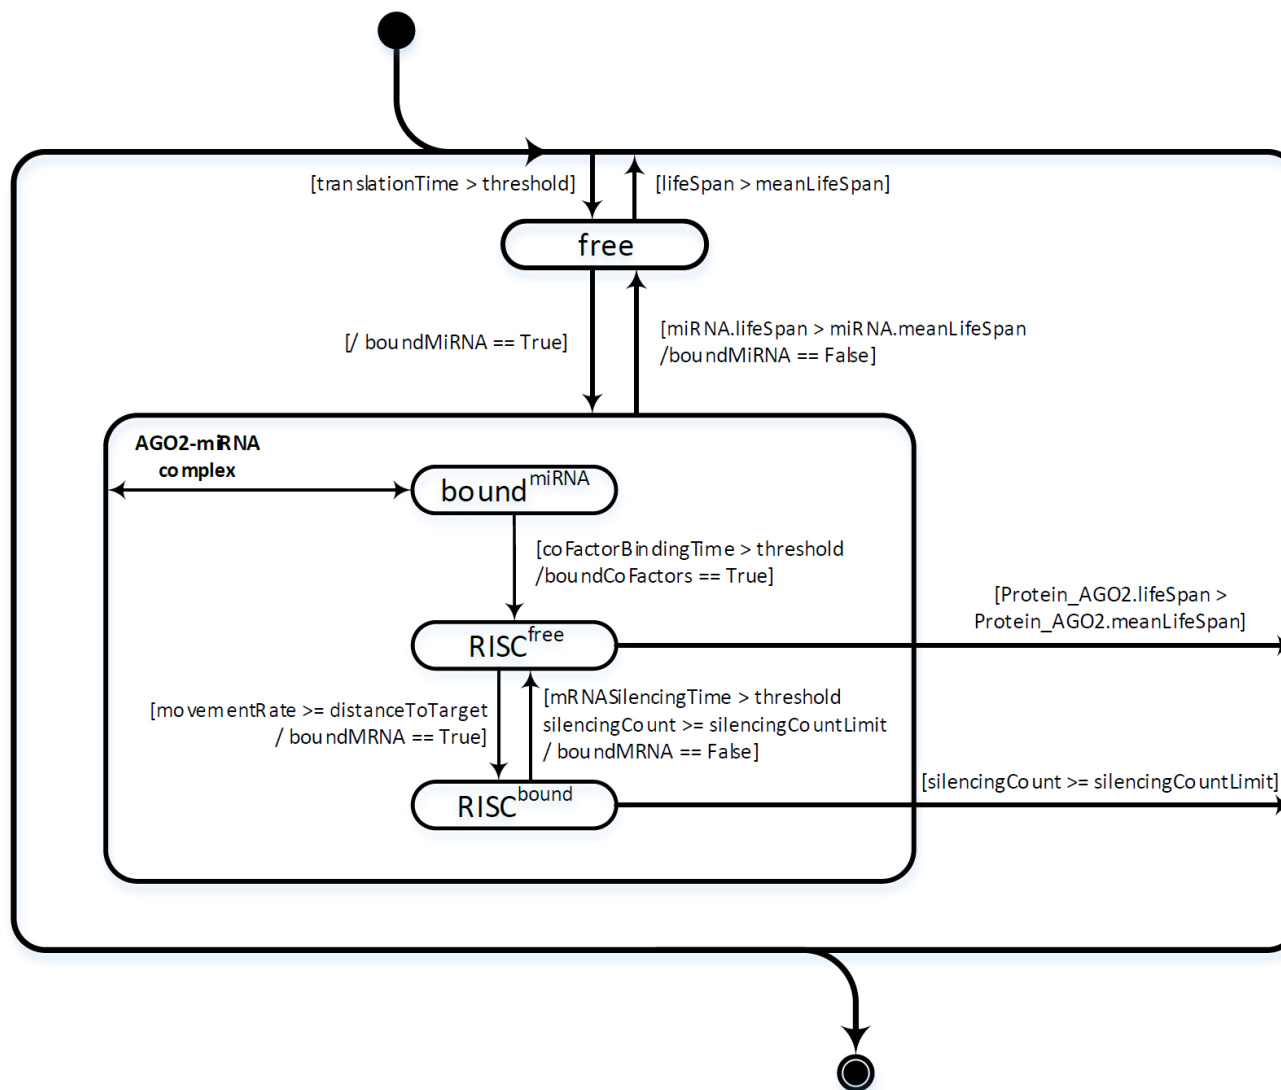 [translationTime > threshold]
[lifeSpan > meanLifeSpan]
free
[/ boundMiRNA == True]
[miRNA.lifeSpan > miRNA.meanLifeSpan
/boundMiRNA == False]
AGO2-miRNA
complex
bound^miRNA
[coFactorBindingTime > threshold
/boundCoFactors == True]
[Protein_AGO2.lifeSpan >
Protein_AGO2.meanLifeSpan]
RISC^free
[movementRate >= distanceToTarget
/ boundMRNA == True]
[mRNASilencingTime > threshold
silencingCount >= silencingCountLimit
/ boundMRNA == False]
[silencingCount >= silencingCountLimit]
RISC^bound